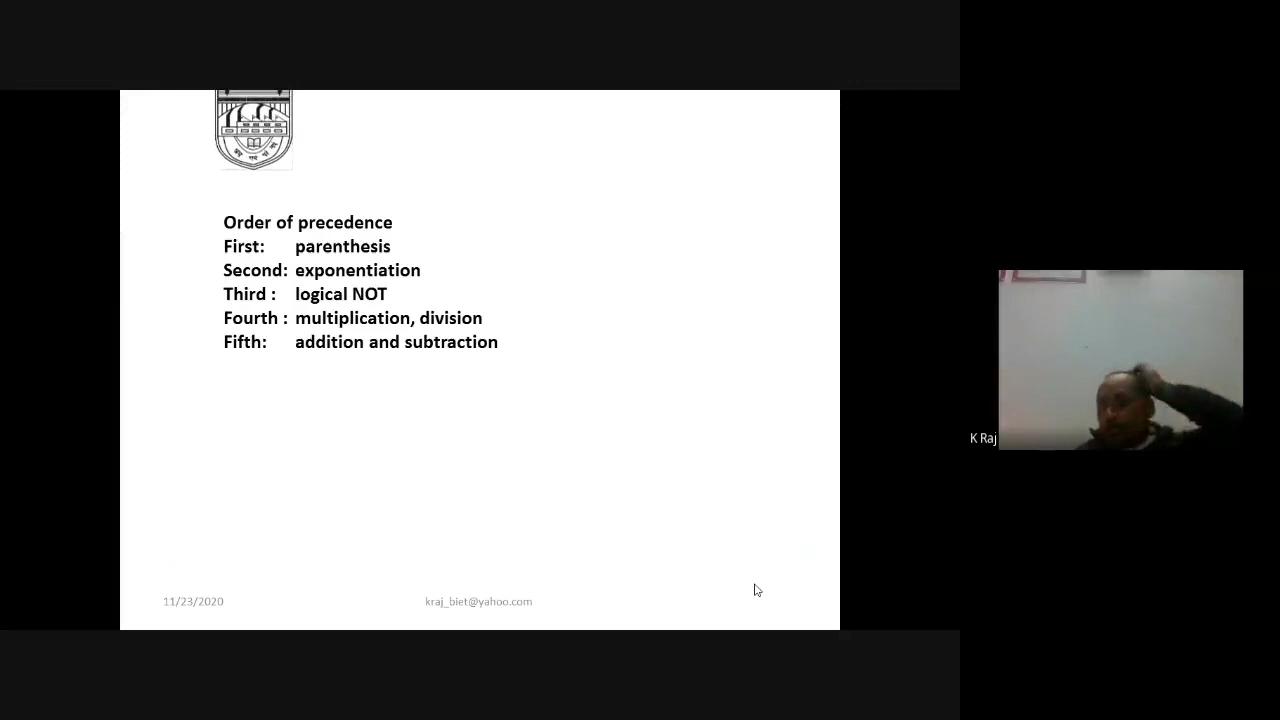 Order of precedence
First: parenthesis
Second: exponentiation
Third : logical NOT
Fourth : multiplication, division
Fifth: addition and subtraction
11/23/2020 kraj_biet@yahoo.com
K Raj